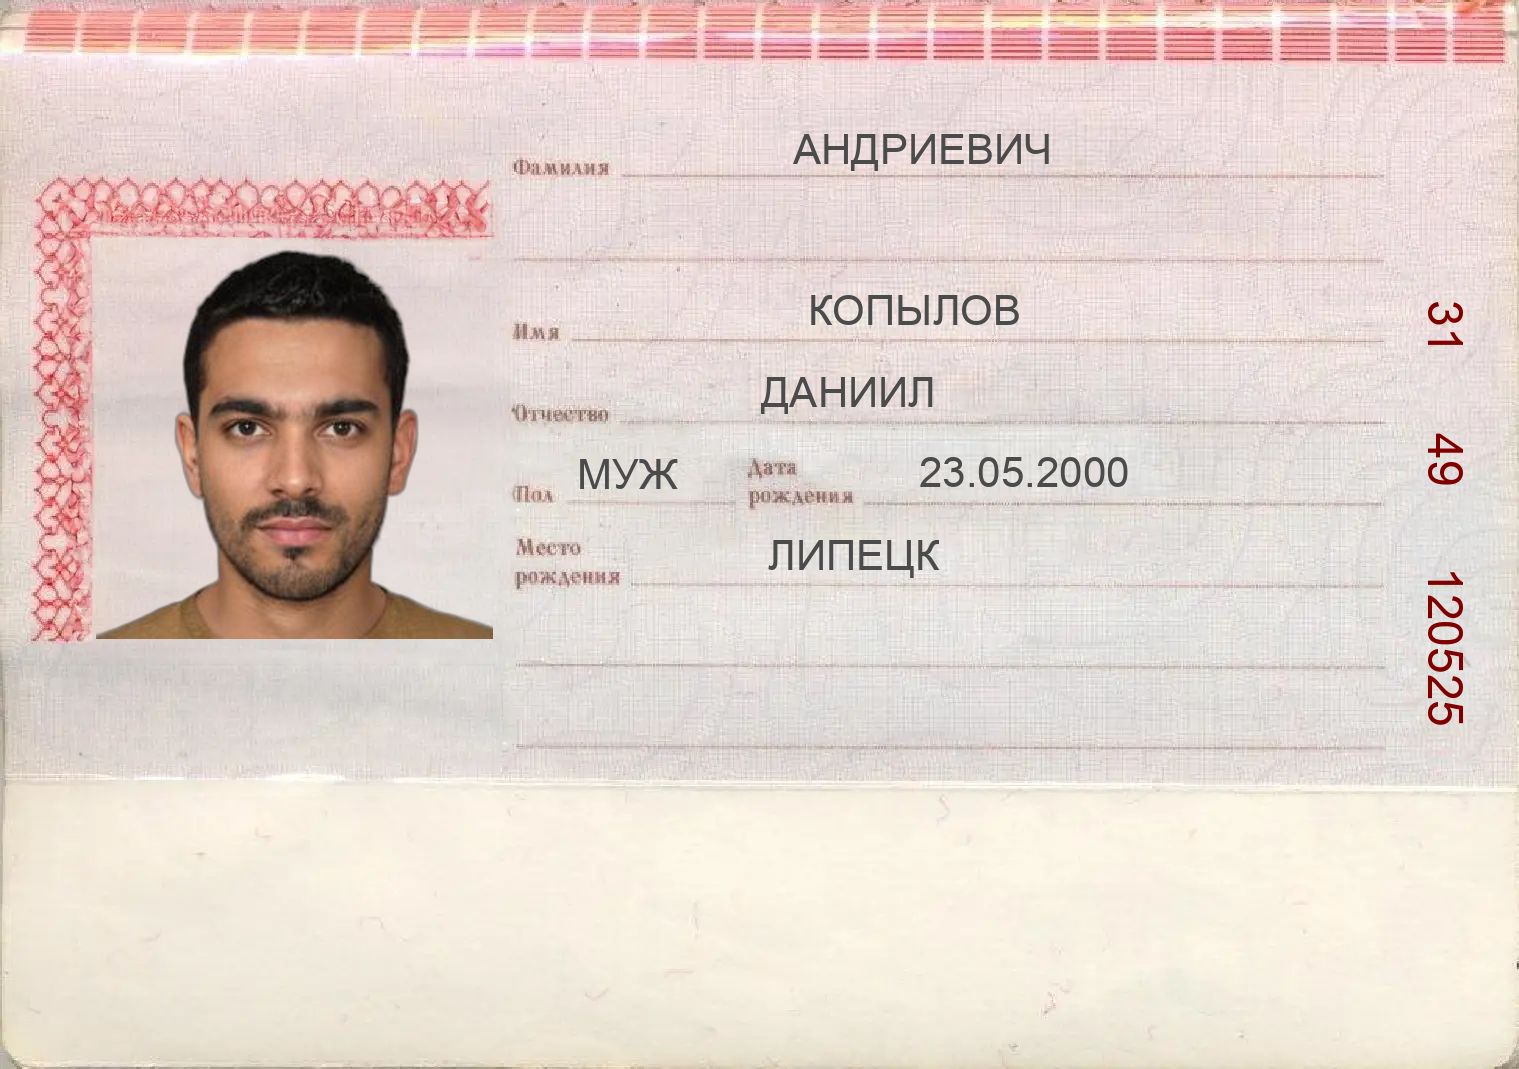 Фамилия АНДРИЕВИЧ
Имя КОПЫЛОВ
Отчество ДАНИИЛ
Пол МУЖ Дата рождения 23.05.2000
Место рождения ЛИПЕЦК
31 49 120525